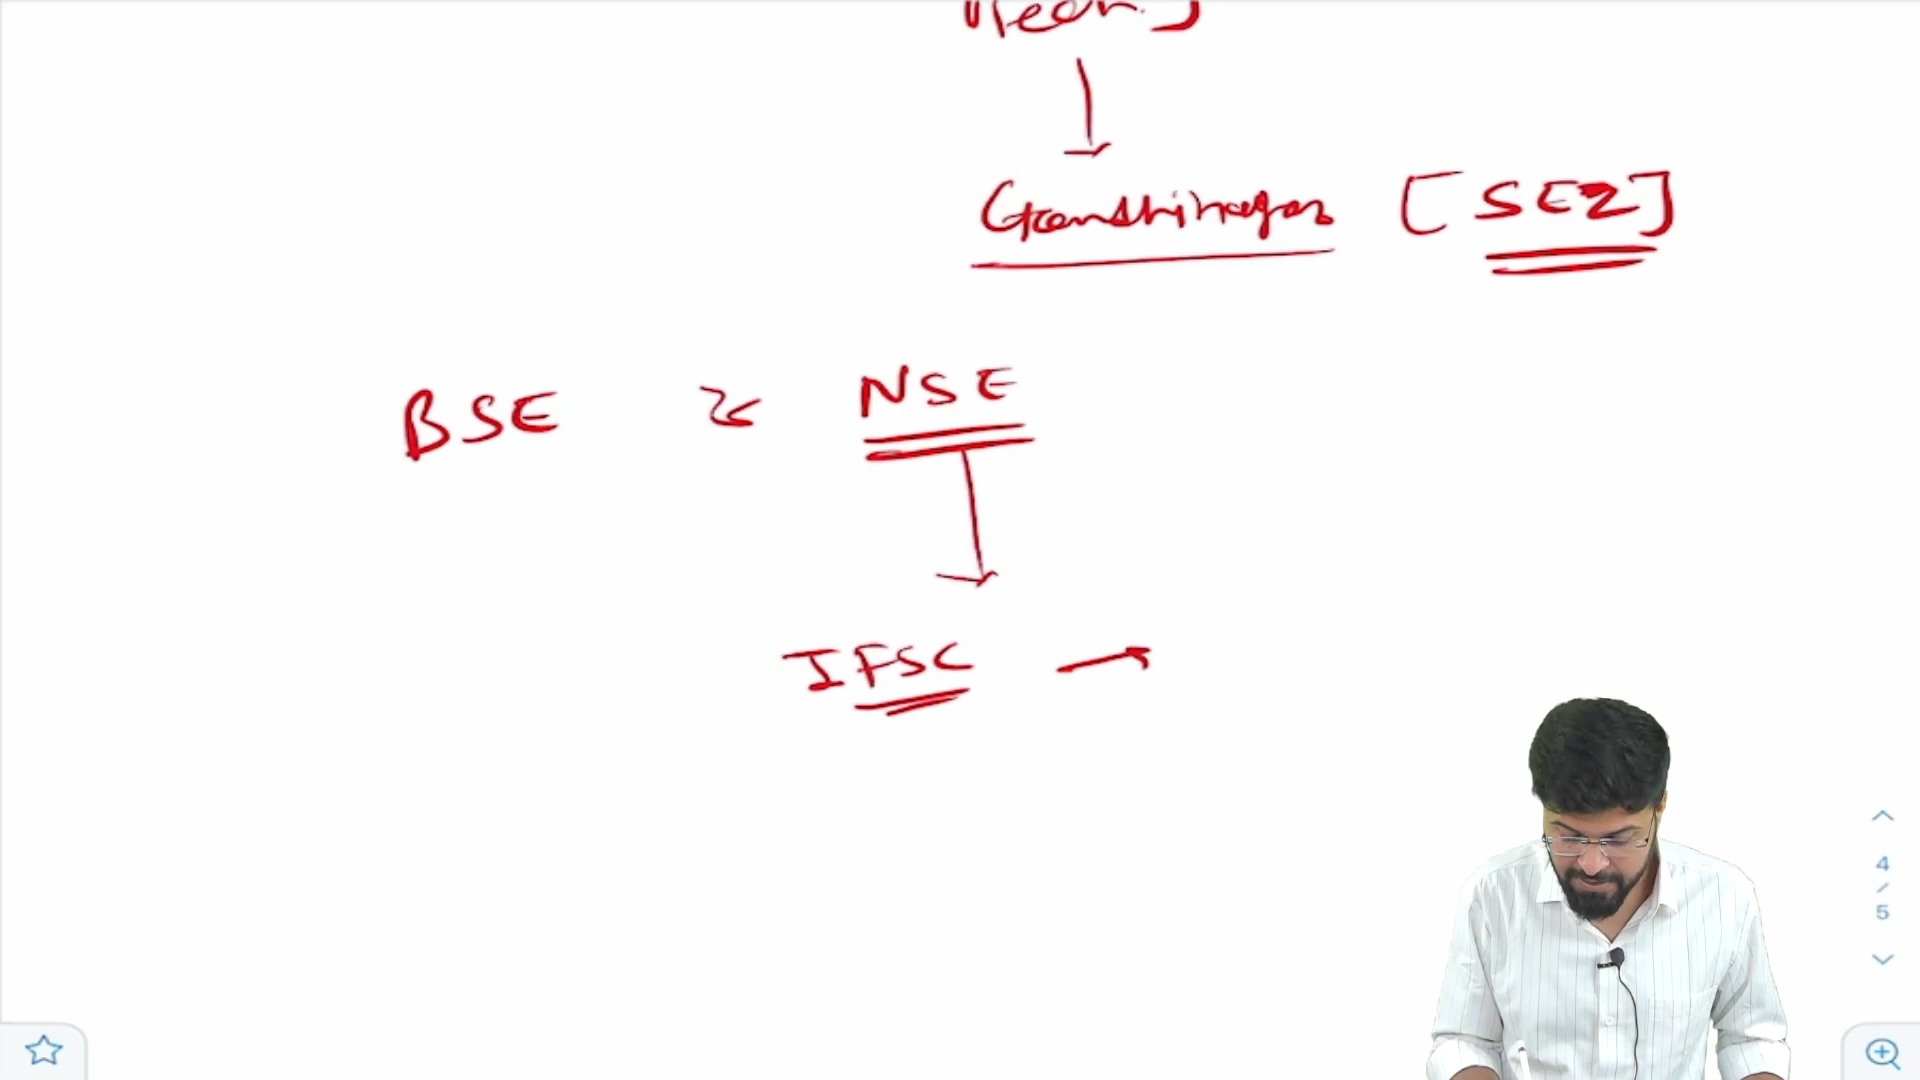 Gandhinagar [SEZ]
BSE & NSE
IFSC →
4
/
5